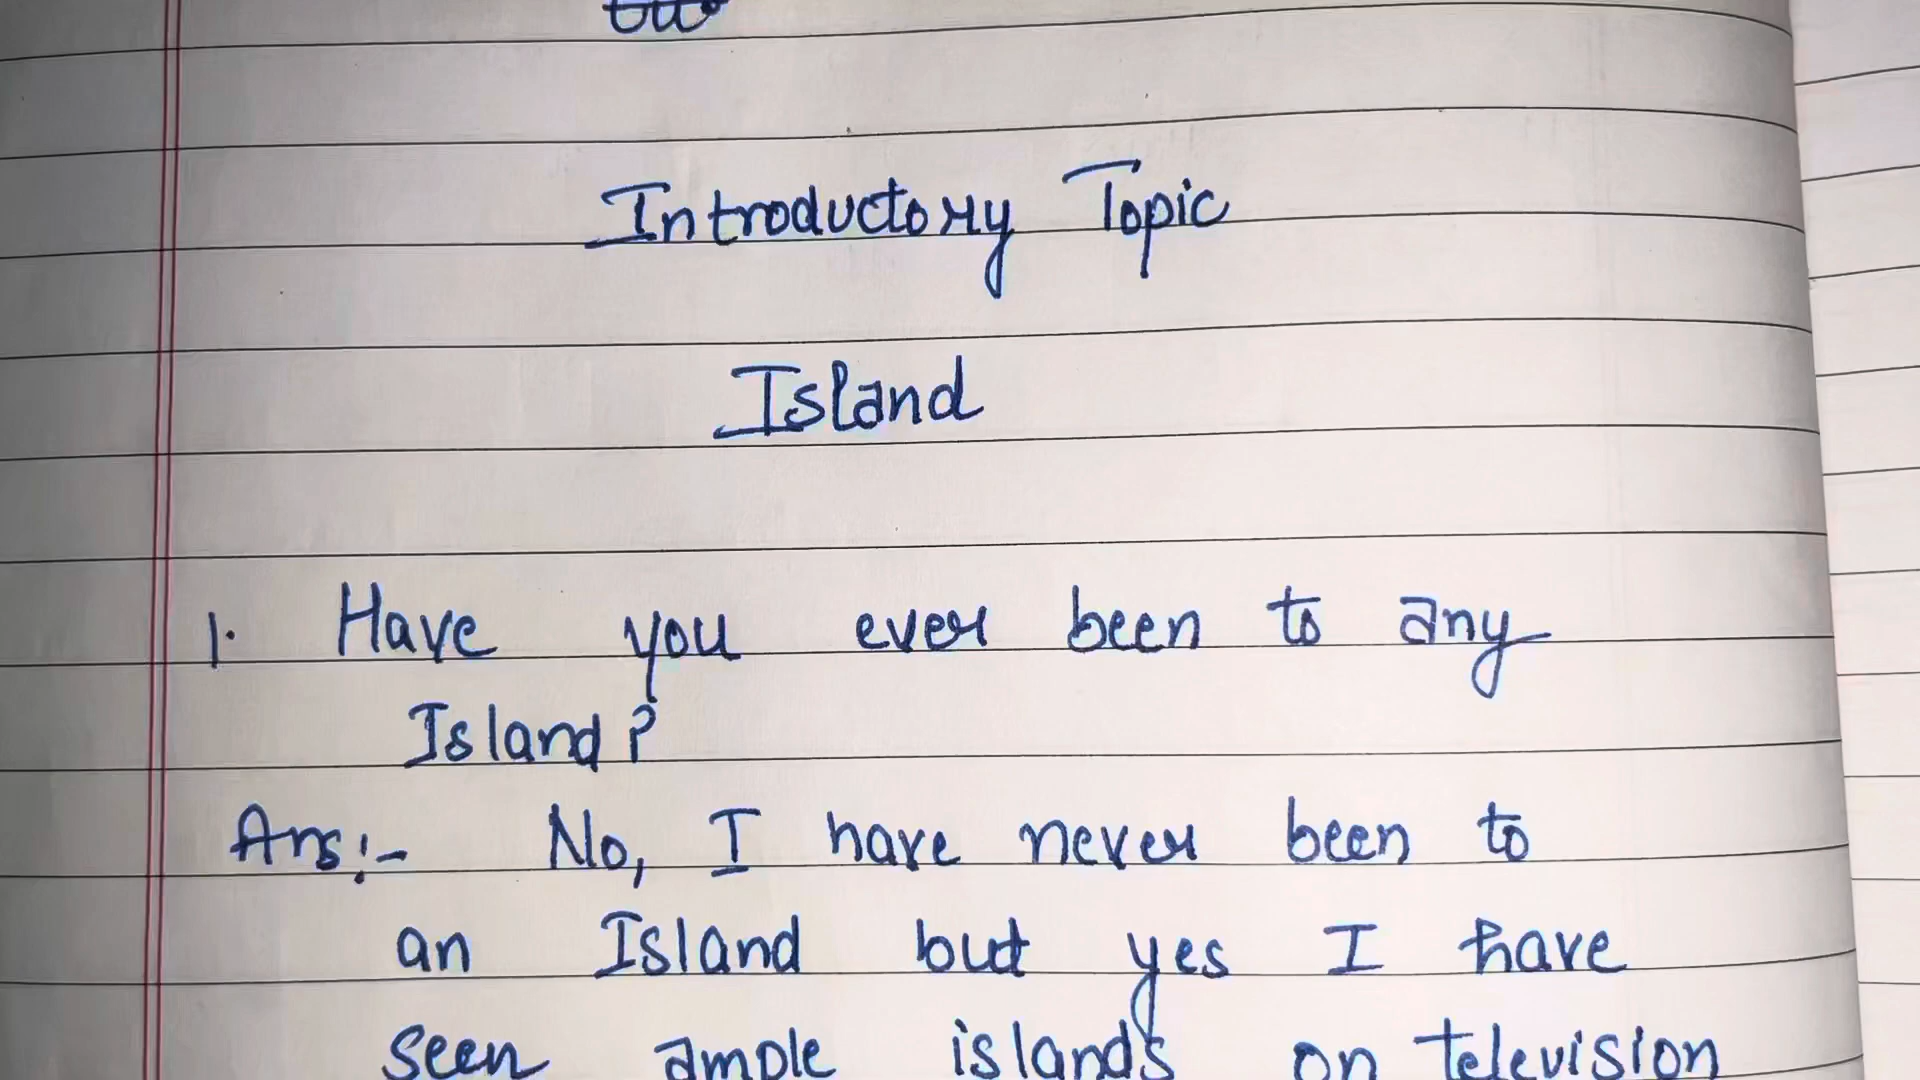 Introductory Topic
Island
1. Have you ever been to any
Island?
Ans:- No, I have never been to
an Island but yes I have
seen ample islands on television